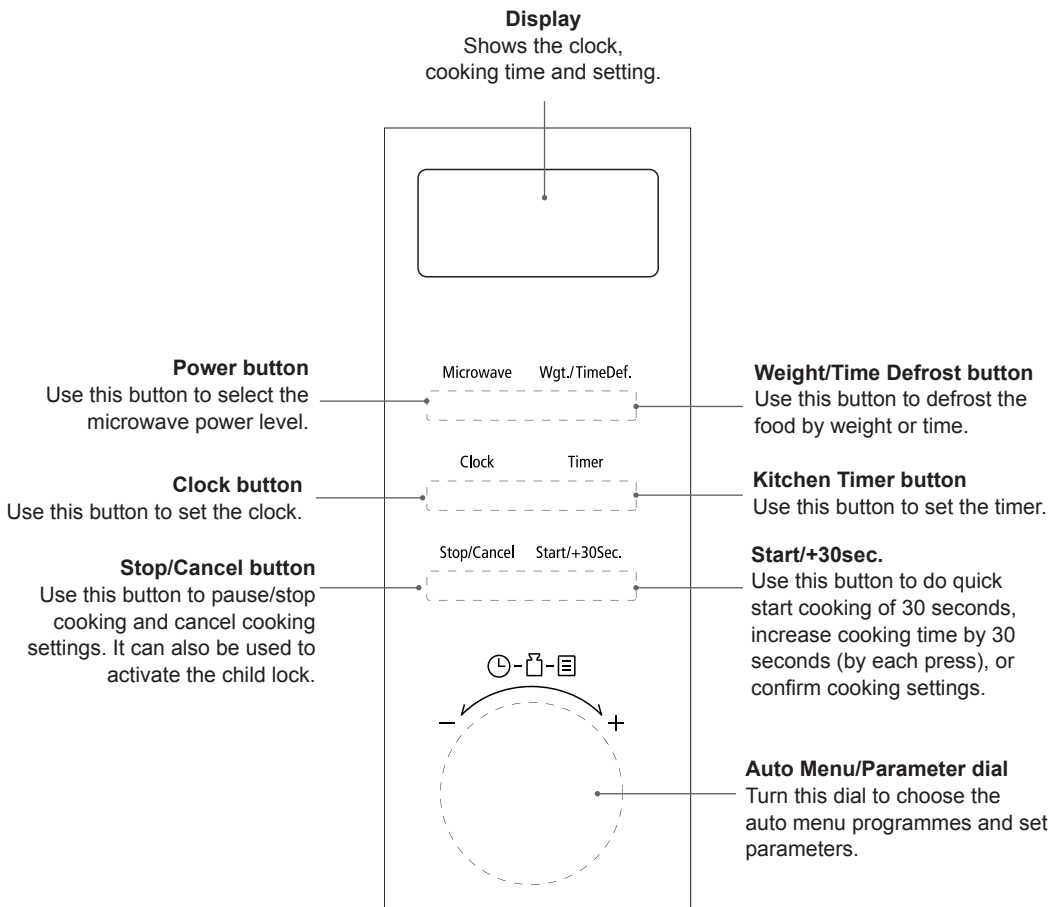 Display
Shows the clock,
cooking time and setting.
Power button
Use this button to select the
microwave power level.
Microwave
Wgt./TimeDef.
Weight/Time Defrost button
Use this button to defrost the
food by weight or time.
Clock button
Use this button to set the clock.
Clock
Timer
Kitchen Timer button
Use this button to set the timer.
Stop/Cancel button
Use this button to pause/stop
cooking and cancel cooking
settings. It can also be used to
activate the child lock.
Stop/Cancel
Start/+30Sec.
Start/+30sec.
Use this button to do quick
start cooking of 30 seconds,
increase cooking time by 30
seconds (by each press), or
confirm cooking settings.
Auto Menu/Parameter dial
Turn this dial to choose the
auto menu programmes and set
parameters.